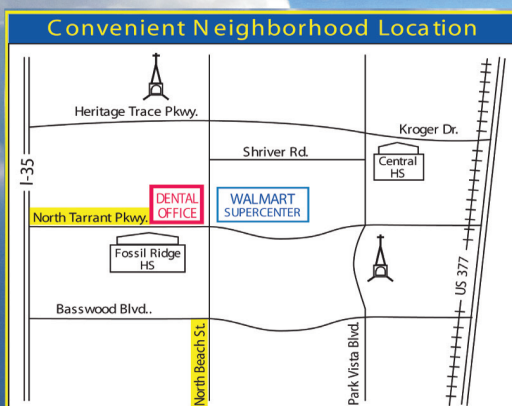 Convenient Neighborhood Location
Heritage Trace Pkwy.
Kroger Dr.
Shriver Rd.
Central
HS
I-35
DENTAL
OFFICE
WALMART
SUPERCENTER
North Tarrant Pkwy.
Fossil Ridge
HS
US 377
Basswood Blvd..
North Beach St.
Park Vista Blvd.